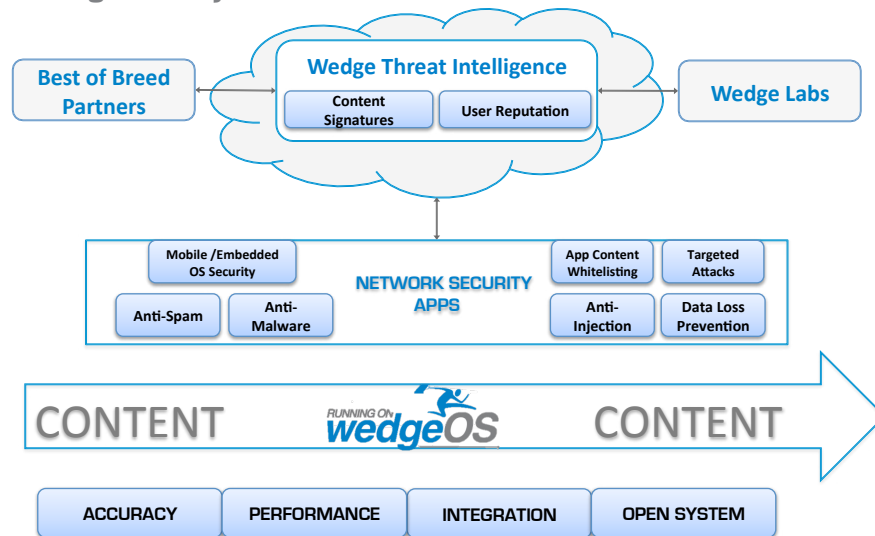 Wedge Threat Intelligence
Best of Breed
Partners
Content
Signatures
User Reputation
Wedge Labs
Mobile /Embedded
OS Security
App Content
Whitelisting
Targeted
Attacks
NETWORK SECURITY
APPS
Anti-Spam
Anti-
Malware
Anti-
Injection
Data Loss
Prevention
CONTENT
RUNNING ON
wedgeOS
CONTENT
ACCURACY
PERFORMANCE
INTEGRATION
OPEN SYSTEM